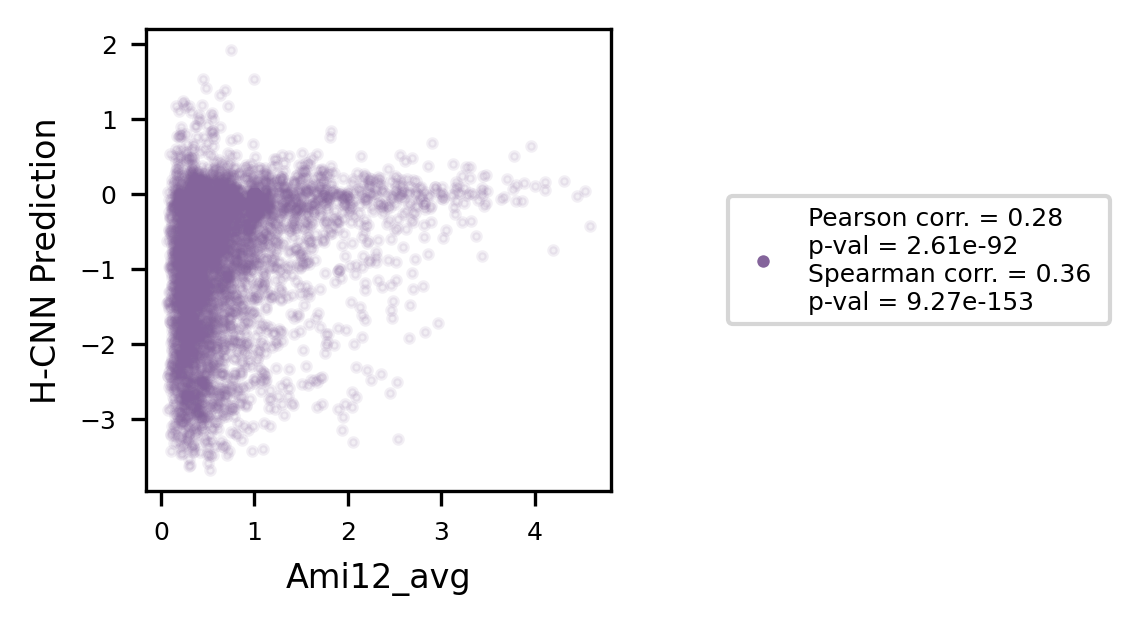 2
1
0
−1
−2
−3
H-CNN Prediction
0
1
2
3
4
Ami12_avg
Pearson corr. = 0.28
p-val = 2.61e-92
Spearman corr. = 0.36
p-val = 9.27e-153